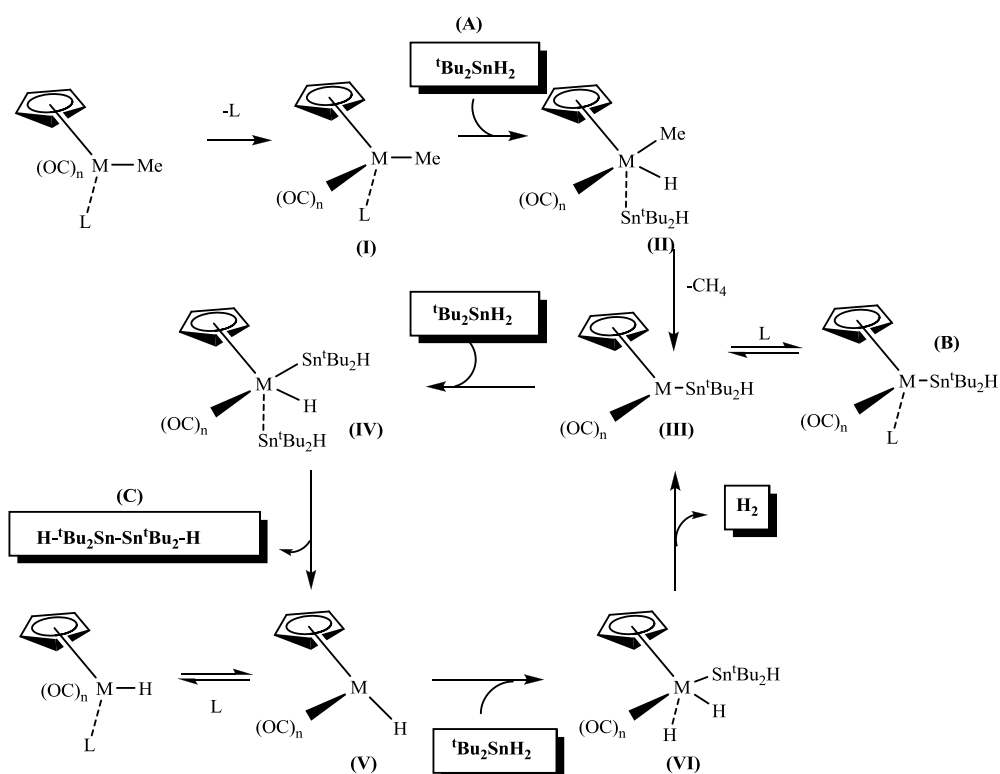 (A)
ᵗBu₂SnH₂
-L
(OC)ₙ
M
Me
L
M
Me
(OC)ₙ
L
(I)
Me
M
H
(OC)ₙ
SnᵗBu₂H
(II)
-CH₄
ᵗBu₂SnH₂
SnᵗBu₂H
M
H
(OC)ₙ
SnᵗBu₂H
(IV)
M
SnᵗBu₂H
(OC)ₙ
(III)
L
(B)
M
SnᵗBu₂H
(OC)ₙ
L
(C)
H-ᵗBu₂Sn-SnᵗBu₂-H
H₂
(OC)ₙ
M
H
L
L
M
(OC)ₙ
H
(V)
ᵗBu₂SnH₂
SnᵗBu₂H
M
H
(OC)ₙ
H
(VI)